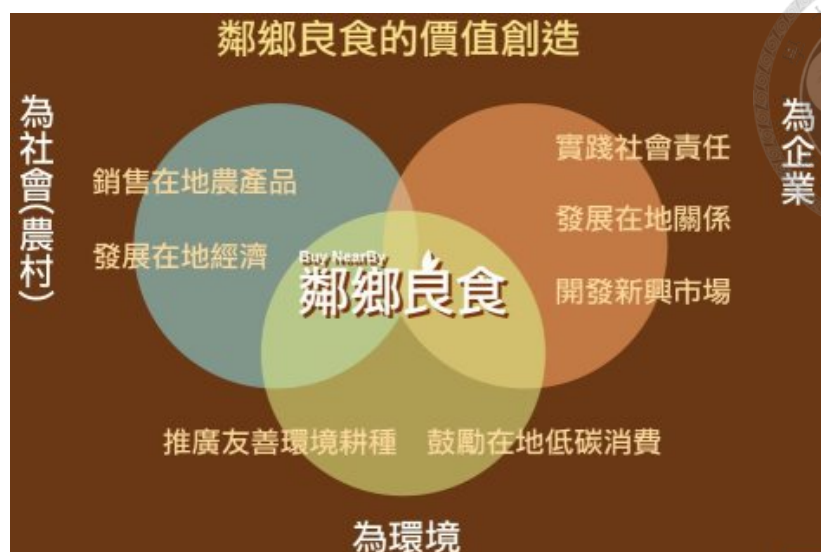 鄰鄉良食的價值創造
為社會(農村)
銷售在地農產品
發展在地經濟
為企業
實踐社會責任
發展在地關係
開發新興市場
Buy NearBy
鄰鄉良食
推廣友善環境耕種
鼓勵在地低碳消費
為環境